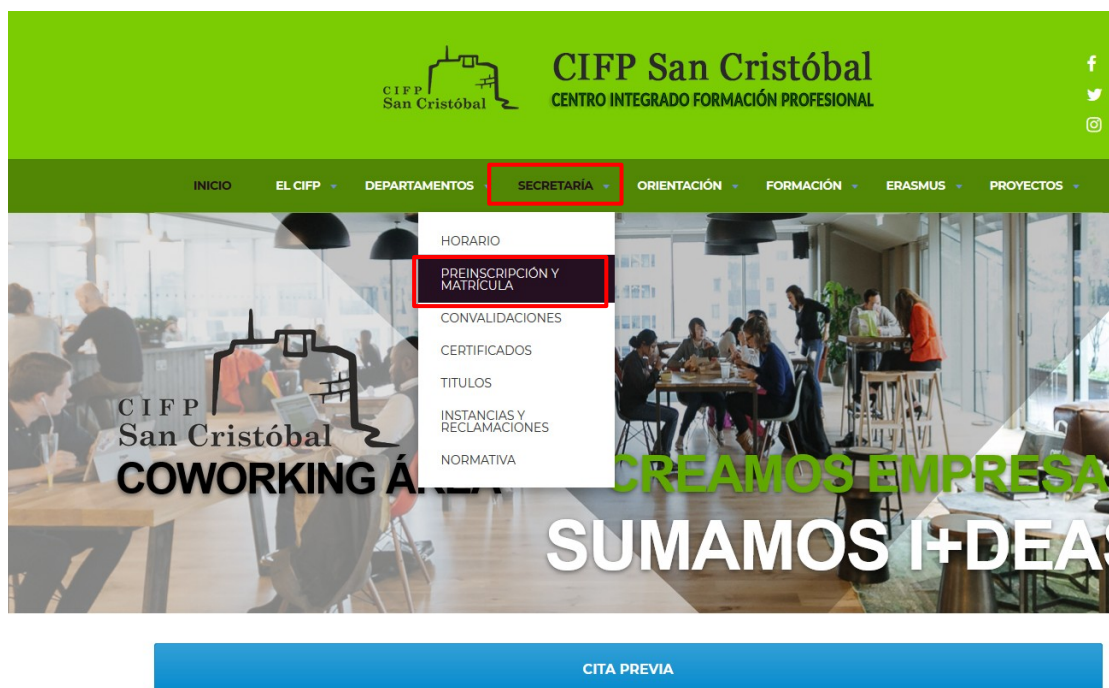 CIFP
San Cristóbal
CIFP San Cristóbal
CENTRO INTEGRADO FORMACIÓN PROFESIONAL
INICIO
EL CIFP
DEPARTAMENTOS
SECRETARÍA
ORIENTACIÓN
FORMACIÓN
ERASMUS
PROYECTOS
HORARIO
PREINSCRIPCIÓN Y
MATRÍCULA
CONVALIDACIONES
CERTIFICADOS
TITULOS
INSTANCIAS Y
RECLAMACIONES
NORMATIVA
CIFP
San Cristóbal
COWORKING ÁREA
CREAMOS EMPRESA
SUMAMOS I+DEAS
CITA PREVIA